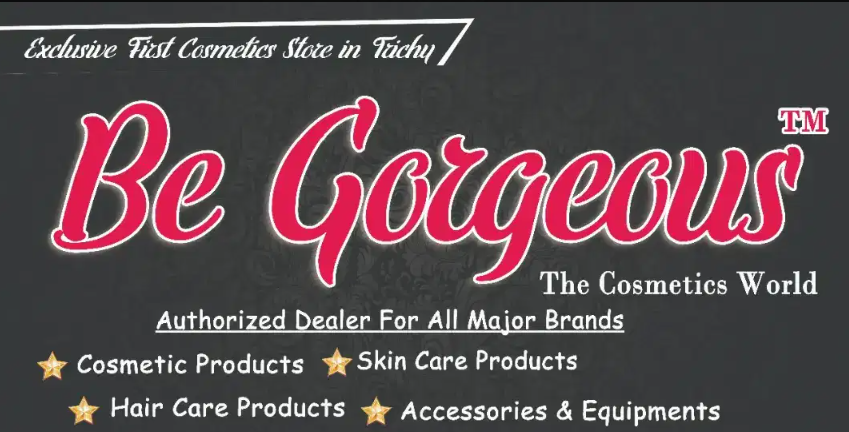 Exclusive First Cosmetics Store in Trichy
Be Gorgeous TM
The Cosmetics World
Authorized Dealer For All Major Brands
Cosmetic Products Skin Care Products
Hair Care Products Accessories & Equipments